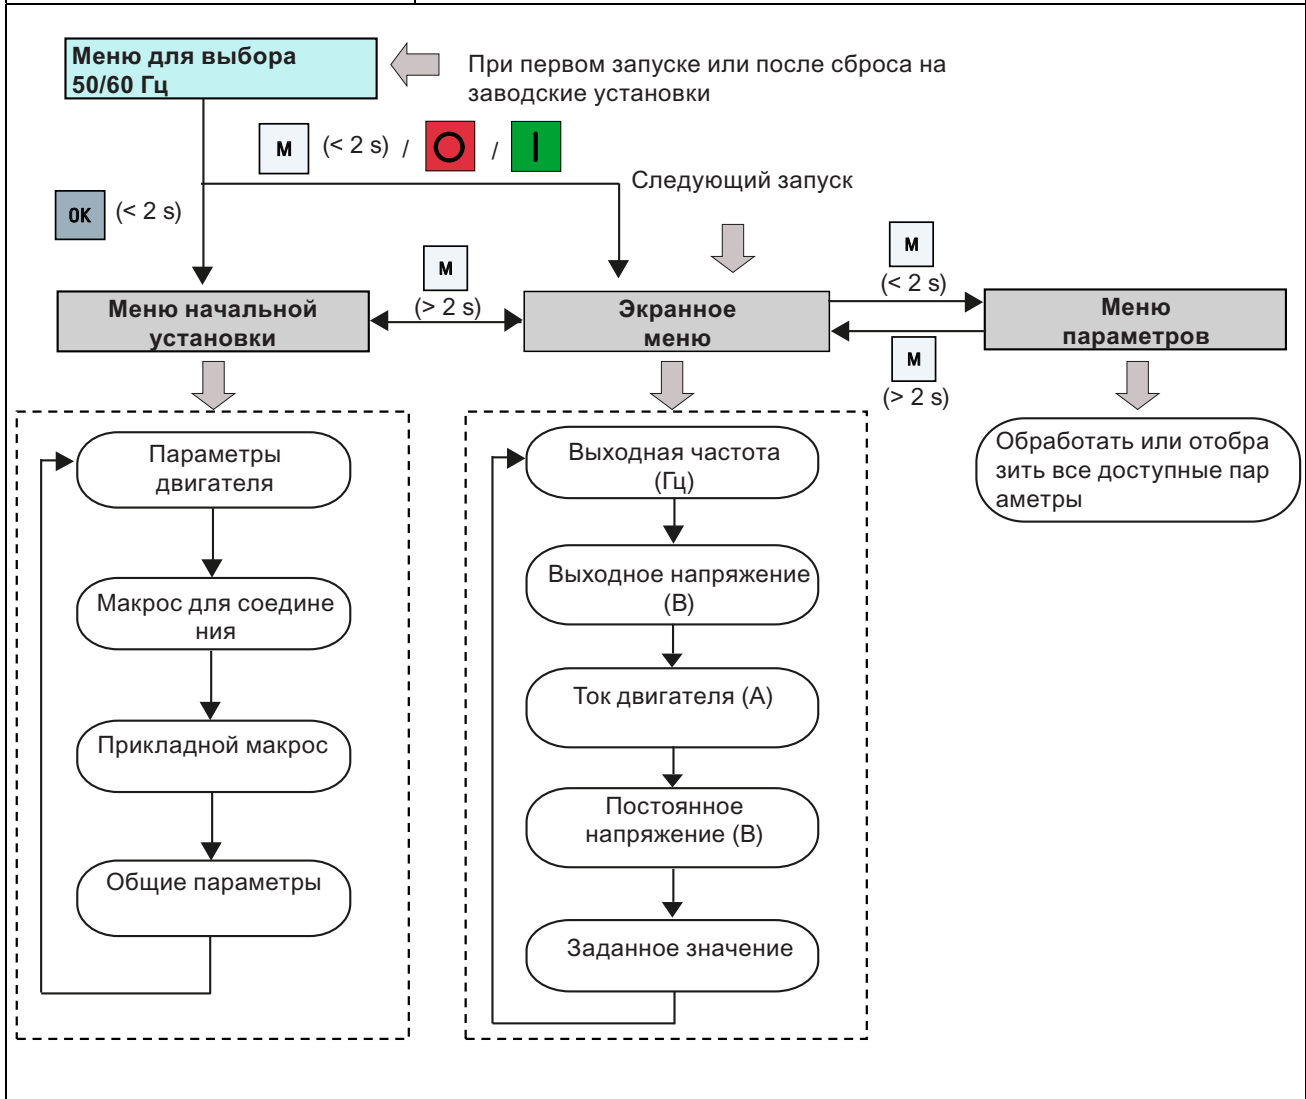 Меню для выбора
50/60 Гц
При первом запуске или после сброса на
заводские установки
M (< 2 s) / O / I
Следующий запуск
OK (< 2 s)
M
(> 2 s)
M
(< 2 s)
Меню начальной
установки
Экранное
меню
Меню
параметров
M
(> 2 s)
Параметры
двигателя
Макрос для соедине
ния
Прикладной макрос
Общие параметры
Выходная частота
(Гц)
Выходное напряжение
(В)
Ток двигателя (А)
Постоянное
напряжение (В)
Заданное значение
Обработать или отобра
зить все доступные пар
аметры